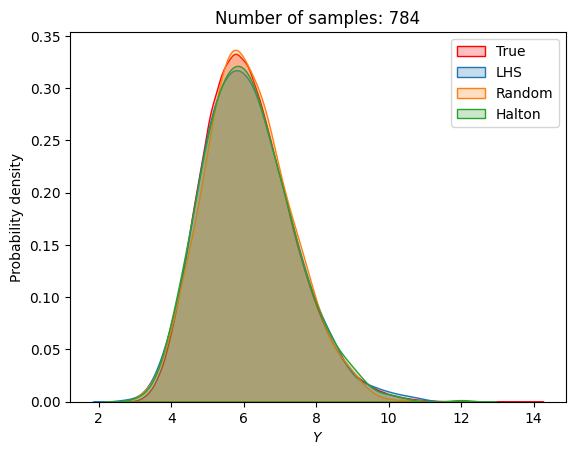 Number of samples: 784
True
LHS
Random
Halton
Probability density
0.35
0.30
0.25
0.20
0.15
0.10
0.05
0.00
2 4 6 8 10 12 14
Y